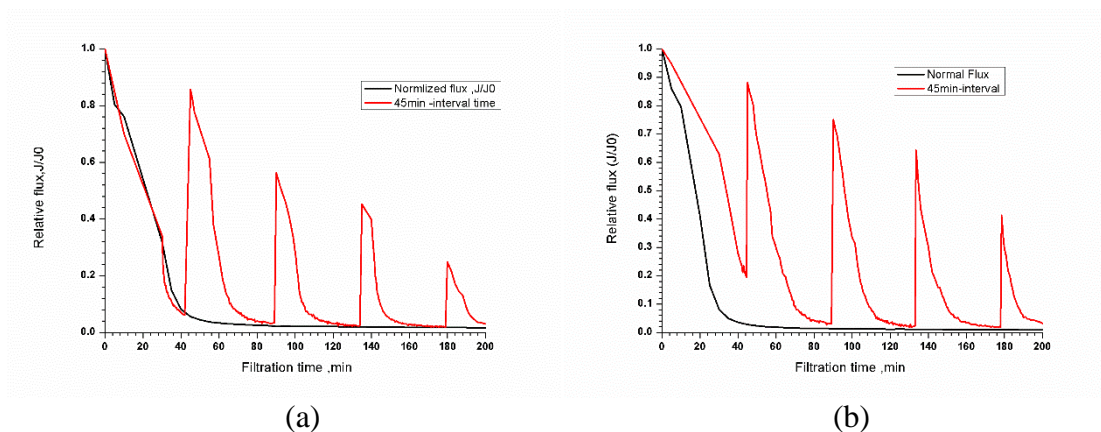 1.0
0.8
0.6
0.4
0.2
0.0
Relative flux,J/J0
Normlized flux ,J/J0
45min -interval time
0 20 40 60 80 100 120 140 160 180 200
Filtration time ,min
(a)
1.0
0.9
0.8
0.7
0.6
0.5
0.4
0.3
0.2
0.1
0.0
Relative flux (J/J0)
Normal Flux
45min-interval
0 20 40 60 80 100 120 140 160 180 200
Filtration time ,min
(b)